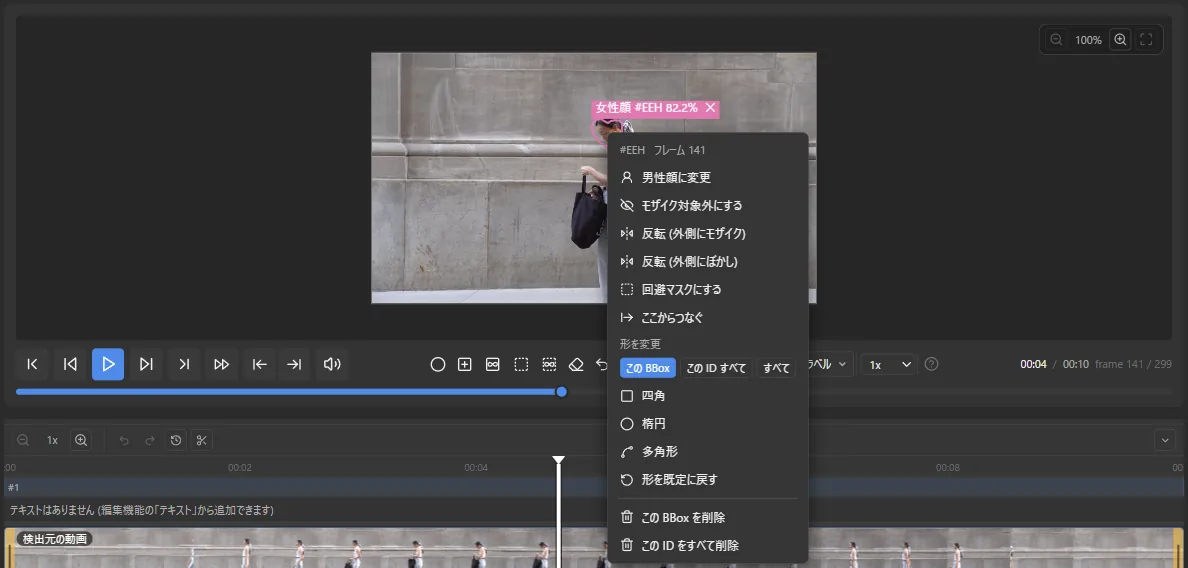 100%
女性顔 #EEH 82.2%
#EEH フレーム 141
男性顔に変更
モザイク対象外にする
反転 (外側にモザイク)
反転 (外側にぼかし)
回避マスクにする
ここからつなぐ
形を変更
この BBox この ID すべて すべて
四角
楕円
多角形
形を既定に戻す
この BBox を削除
この ID をすべて削除
ラベル 1x 00:04 / 00:10 frame 141 / 299
1x
:00 00:02 00:04 00:08 00
#1
テキストはありません (編集機能の「テキスト」から追加できます)
検出元の動画